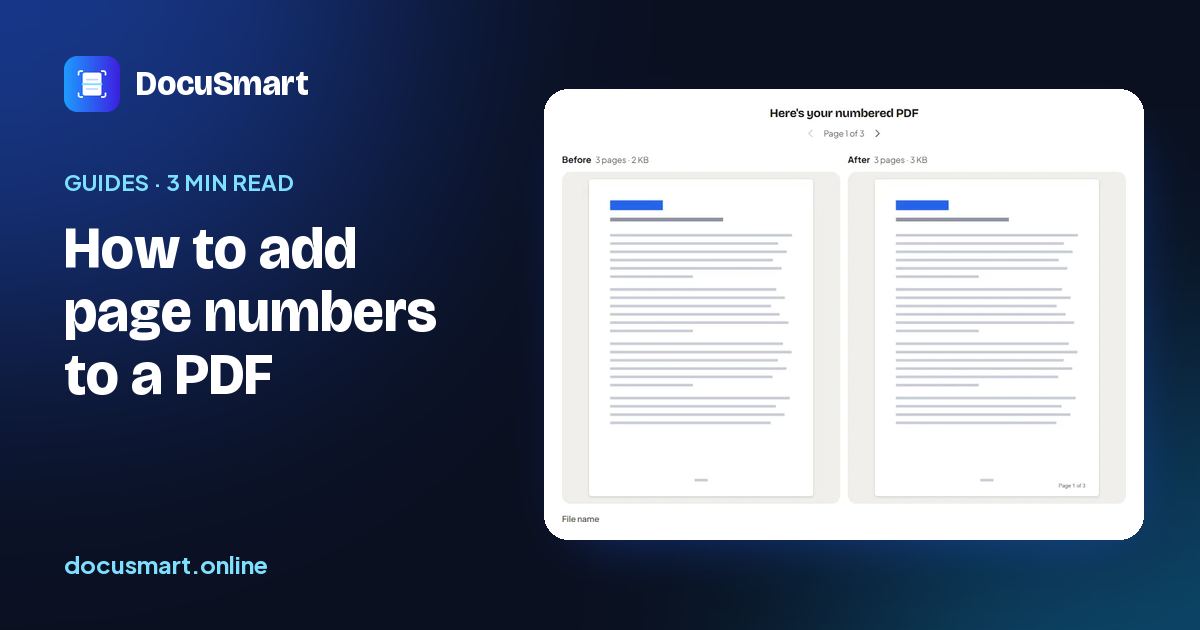 DocuSmart
GUIDES · 3 MIN READ
How to add
page numbers
to a PDF
docusmart.online
Here's your numbered PDF
Page 1 of 3
Before 3 pages · 2 KB
After 3 pages · 3 KB
Page 1 of 3
File name